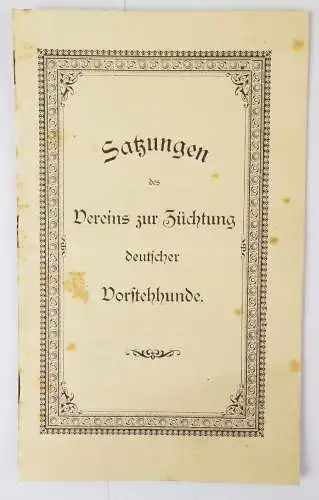 Satzungen
des
Vereins zur Züchtung
deutscher
Vorstehhunde.